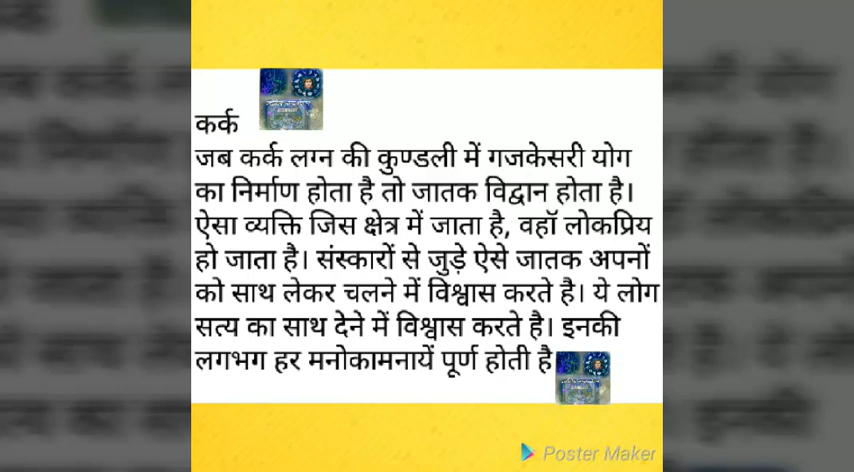 कर्क
जब कर्क लग्न की कुण्डली में गजकेसरी योग
का निर्माण होता है तो जातक विद्वान होता है।
ऐसा व्यक्ति जिस क्षेत्र में जाता है, वहॉ लोकप्रिय
हो जाता है। संस्कारों से जुड़े ऐसे जातक अपनों
को साथ लेकर चलने में विश्वास करते है। ये लोग
सत्य का साथ देने में विश्वास करते है। इनकी
लगभग हर मनोकामनायें पूर्ण होती है
Poster Maker